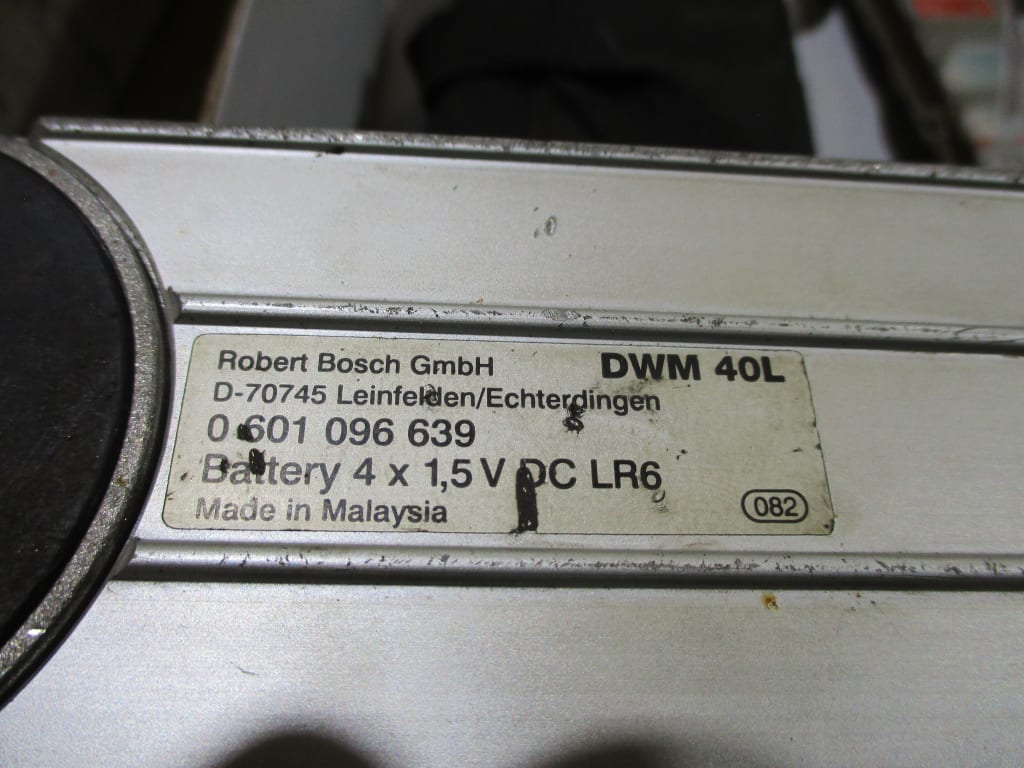 Robert Bosch GmbH DWM 40L
D-70745 Leinfelden/Echterdingen
0 601 096 639
Battery 4 x 1,5 V DC LR6
Made in Malaysia 082